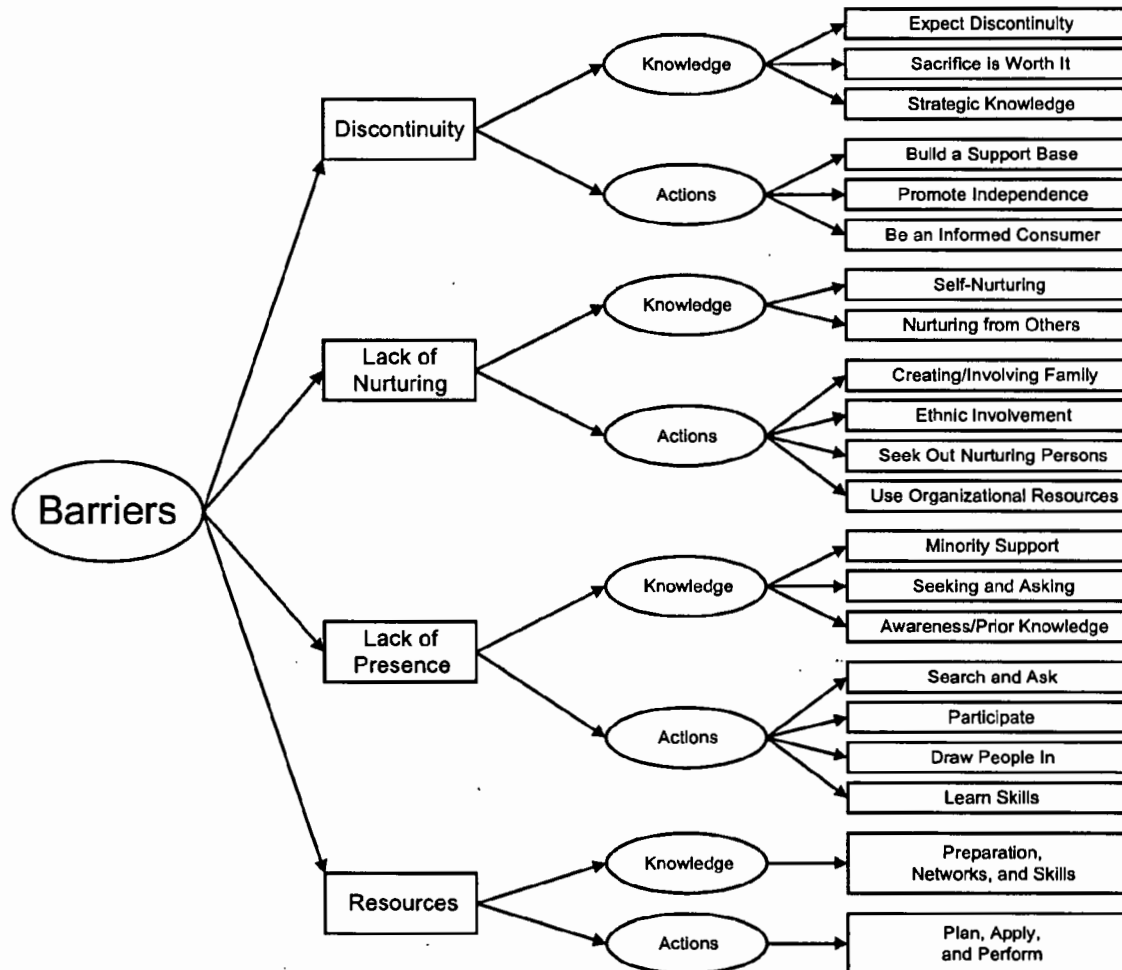 Barriers
Discontinuity
Knowledge
Expect Discontinuity
Sacrifice is Worth It
Strategic Knowledge
Actions
Build a Support Base
Promote Independence
Be an Informed Consumer
Lack of
Nurturing
Knowledge
Self-Nurturing
Nurturing from Others
Actions
Creating/Involving Family
Ethnic Involvement
Seek Out Nurturing Persons
Use Organizational Resources
Lack of
Presence
Knowledge
Minority Support
Seeking and Asking
Awareness/Prior Knowledge
Actions
Search and Ask
Participate
Draw People In
Learn Skills
Resources
Knowledge
Preparation,
Networks, and Skills
Actions
Plan, Apply,
and Perform